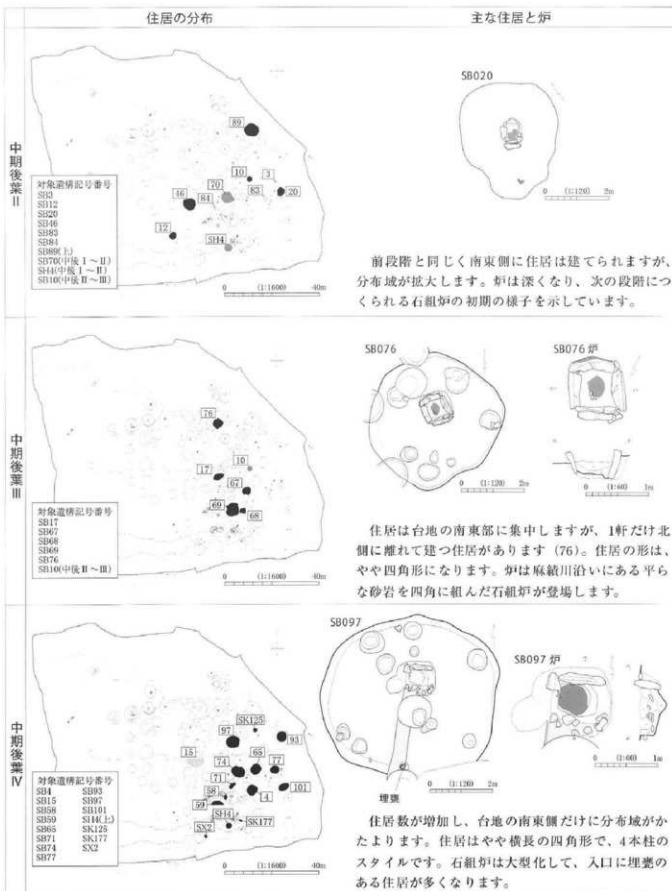 住居の分布
主な住居と炉
中期後葉Ⅱ
89
10
3
70
46
84
83
20
12
SH4
対象遺構記号番号
SB3
SB12
SB20
SB46
SB83
SB84
SB89(上)
SB70(中後Ⅰ～Ⅱ)
SH4(中後Ⅰ～Ⅱ)
SB10(中後Ⅱ～Ⅲ)
0 (1:1600) 40m
SB020
0 (1:120) 2m
前段階と同じく南東側に住居は建てられますが、
分布域が拡大します。炉は深くなり、次の段階につ
くられる石組炉の初期の様子を示しています。
中期後葉Ⅲ
76
17
10
67
69
68
対象遺構記号番号
SB17
SB67
SB68
SB69
SB76
SB10(中後Ⅱ～Ⅲ)
0 (1:1600) 40m
SB076
SB076 炉
0 (1:120) 2m
0 (1:60) 1m
住居は台地の南東部に集中しますが、1軒だけ北
側に離れて建つ住居があります (76)。住居の形は、
やや四角形になります。炉は麻績川沿いにある平ら
な砂岩を四角に組んだ石組炉が登場します。
中期後葉Ⅳ
SK125
97
93
15
65
74
77
71
58
59
4
101
SH4
SK177
SX2
対象遺構記号番号
SB4 SB93
SB15 SB97
SB58 SB101
SB59 SH4(上)
SB65 SK125
SB71 SK177
SB74 SX2
SB77
0 (1:1600) 40m
SB097
SB097 炉
埋甕
0 (1:120) 2m
0 (1:60) 1m
住居数が増加し、台地の南東側だけに分布域がか
たよります。住居はやや横長の四角形で、4本柱の
スタイルです。石組炉は大型化して、入口に埋甕の
ある住居が多くなります。